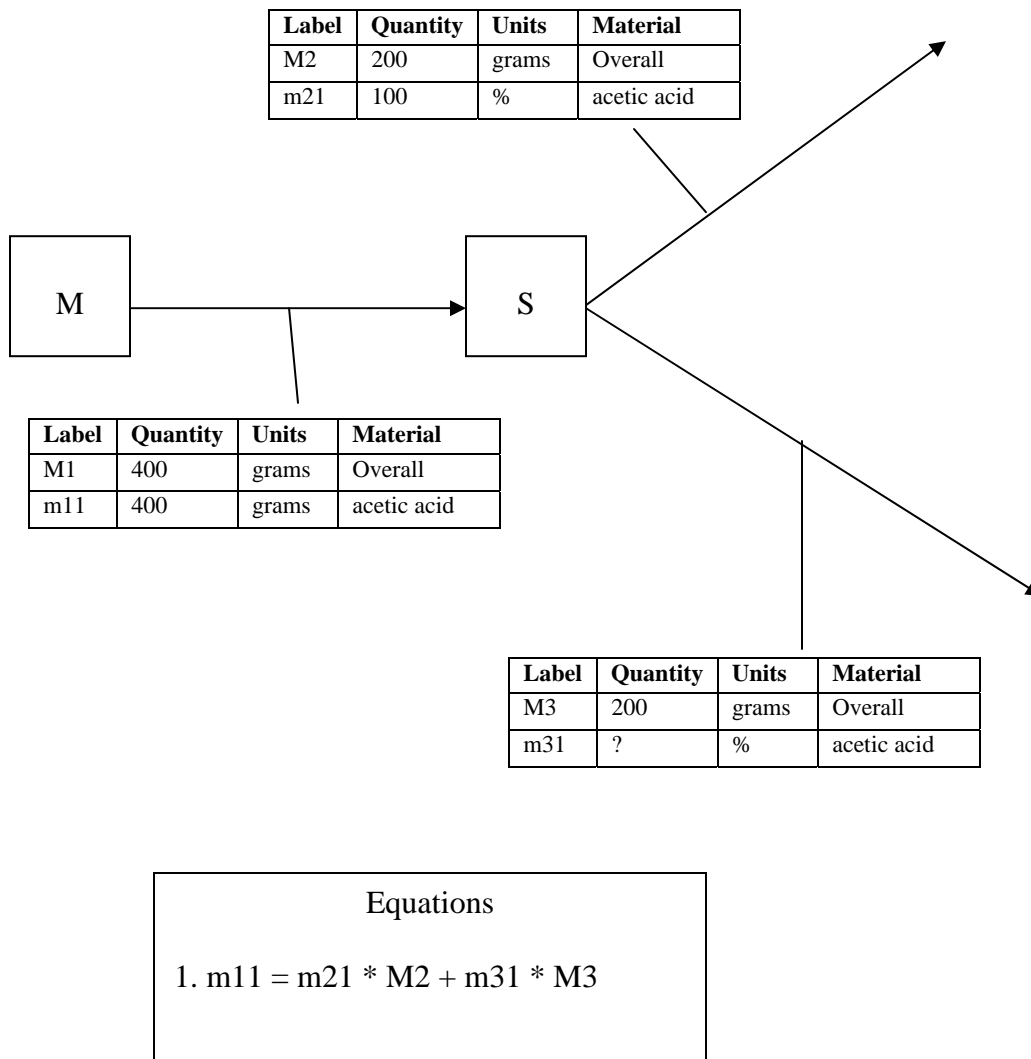 Label Quantity Units Material
M2 200 grams Overall
m21 100 % acetic acid
M
S
Label Quantity Units Material
M1 400 grams Overall
m11 400 grams acetic acid
Label Quantity Units Material
M3 200 grams Overall
m31 ? % acetic acid
Equations
1. m11 = m21 * M2 + m31 * M3